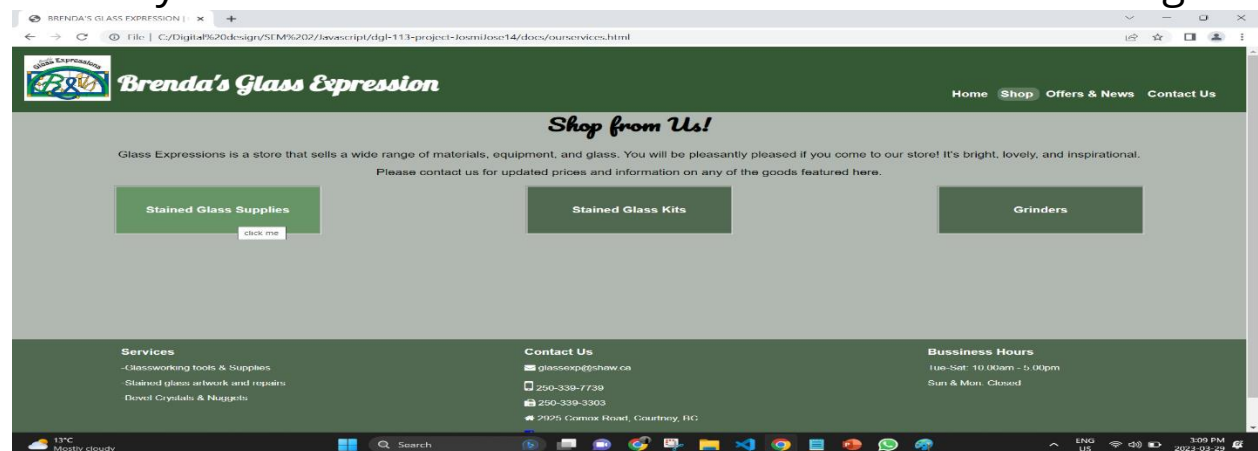 BRENDA'S GLASS EXPRESSION |
File | C:/Digital%20design/SEM%202/Javascript/dgl-113-project-JosmiJose14/docs/ourservices.html
Glass Expressions
Brenda's Glass Expression
Home Shop Offers & News Contact Us
Shop from Us!
Glass Expressions is a store that sells a wide range of materials, equipment, and glass. You will be pleasantly pleased if you come to our store! It's bright, lovely, and inspirational.
Please contact us for updated prices and information on any of the goods featured here.
Stained Glass Supplies Stained Glass Kits Grinders
click me
Services Contact Us Bussiness Hours
-Glassworking tools & Supplies glassexp@shaw.ca Tue-Sat: 10.00am - 5.00pm
-Stained glass artwork and repairs 250-339-7739 Sun & Mon. Closed
-Bevel Crystals & Nuggets 250-339-3303
2925 Comox Road, Courtney, BC
13°C Search ENG 3:09 PM
Mostly cloudy US 2023-03-29